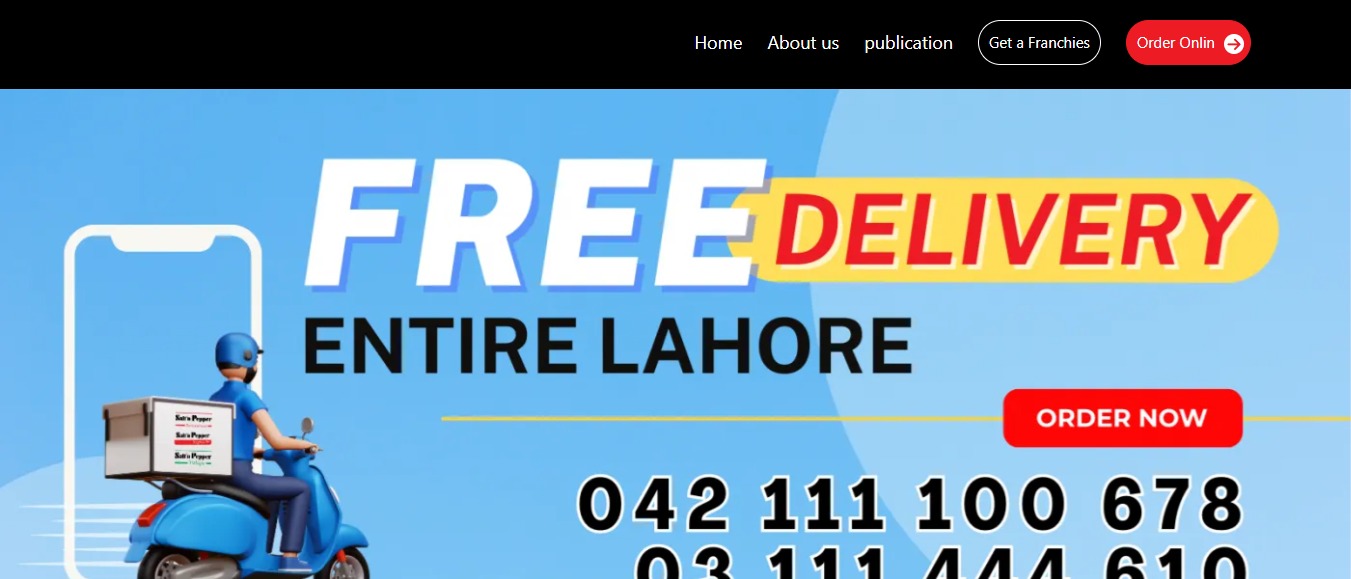 Home About us publication Get a Franchies Order Onlin
FREE DELIVERY
ENTIRE LAHORE
ORDER NOW
Salt'n Pepper
Salt'n Pepper
Salt'n Pepper
Village
042 111 100 678
03 111 444 610